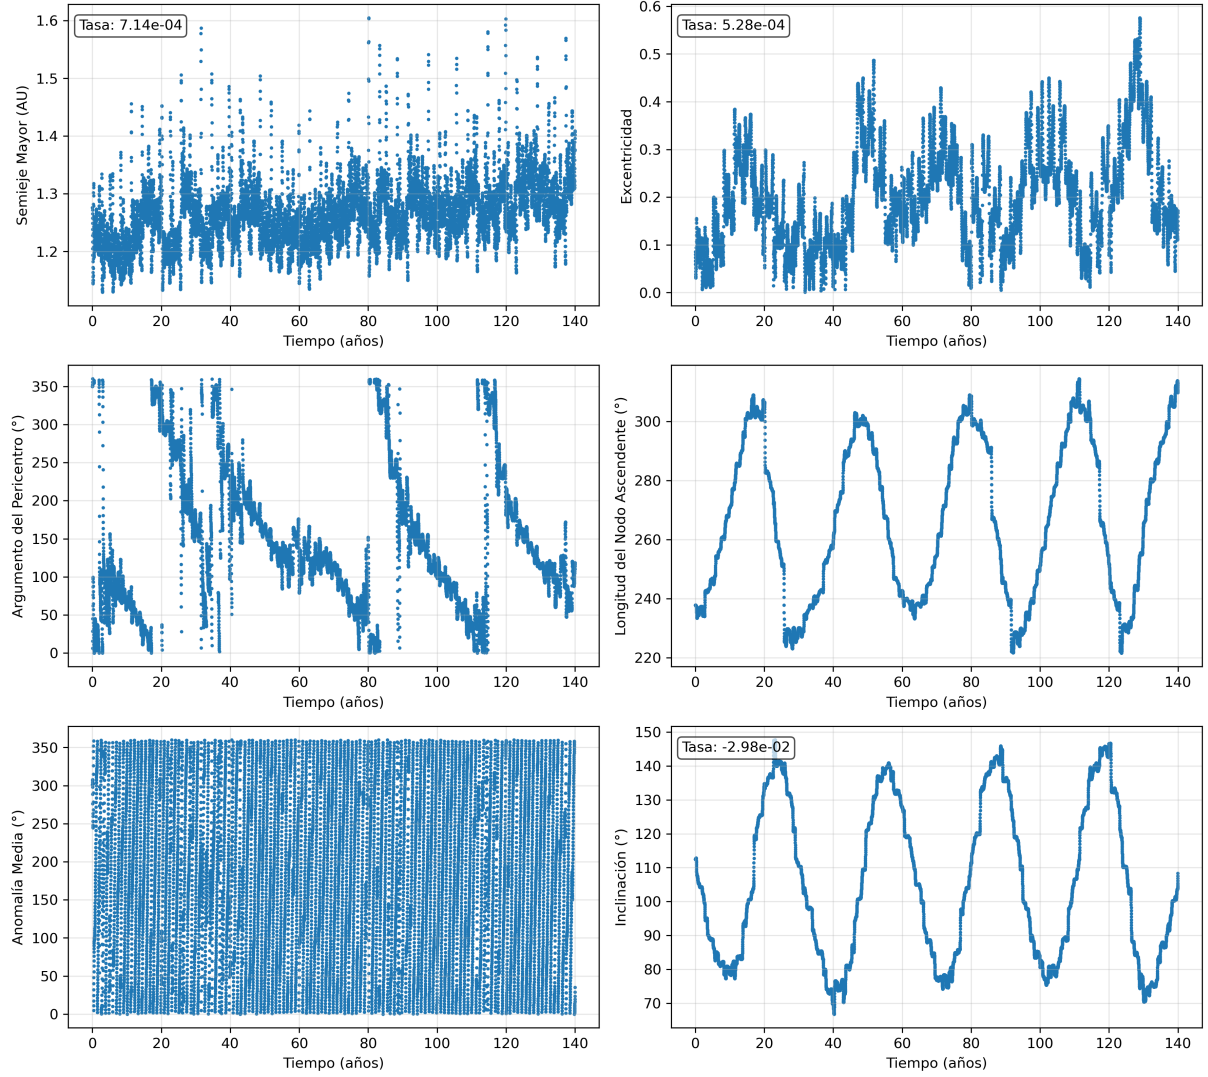 Tasa: 7.14e-04
1.6
1.5
1.4
1.3
1.2
Semieje Mayor (AU)
0 20 40 60 80 100 120 140
Tiempo (años)
Tasa: 5.28e-04
0.6
0.5
0.4
0.3
0.2
0.1
0.0
Excentricidad
0 20 40 60 80 100 120 140
Tiempo (años)
350
300
250
200
150
100
50
0
Argumento del Pericentro (°)
0 20 40 60 80 100 120 140
Tiempo (años)
300
280
260
240
220
Longitud del Nodo Ascendente (°)
0 20 40 60 80 100 120 140
Tiempo (años)
350
300
250
200
150
100
50
0
Anomalía Media (°)
0 20 40 60 80 100 120 140
Tiempo (años)
Tasa: -2.98e-02
150
140
130
120
110
100
90
80
70
Inclinación (°)
0 20 40 60 80 100 120 140
Tiempo (años)